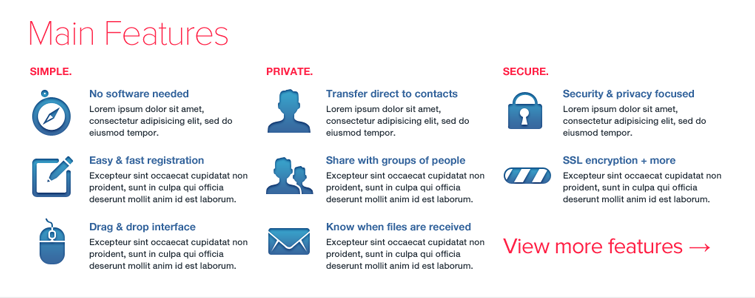 Main Features
SIMPLE.
No software needed
Lorem ipsum dolor sit amet,
consectetur adipisicing elit, sed do
eiusmod tempor.
Easy & fast registration
Excepteur sint occaecat cupidatat non
proident, sunt in culpa qui officia
deserunt mollit anim id est laborum.
Drag & drop interface
Excepteur sint occaecat cupidatat non
proident, sunt in culpa qui officia
deserunt mollit anim id est laborum.
PRIVATE.
Transfer direct to contacts
Lorem ipsum dolor sit amet,
consectetur adipisicing elit, sed do
eiusmod tempor.
Share with groups of people
Excepteur sint occaecat cupidatat non
proident, sunt in culpa qui officia
deserunt mollit anim id est laborum.
Know when files are received
Excepteur sint occaecat cupidatat non
proident, sunt in culpa qui officia
deserunt mollit anim id est laborum.
SECURE.
Security & privacy focused
Lorem ipsum dolor sit amet,
consectetur adipisicing elit, sed do
eiusmod tempor.
SSL encryption + more
Excepteur sint occaecat cupidatat non
proident, sunt in culpa qui officia
deserunt mollit anim id est laborum.
View more features →